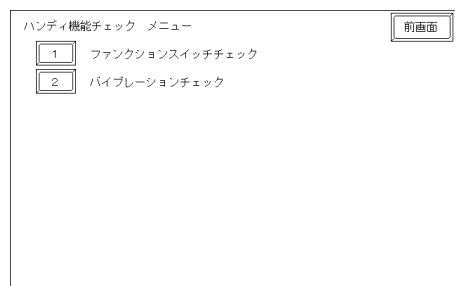 ハンディ機能チェック　メニュー
前画面
1　ファンクションスイッチチェック
2　バイブレーションチェック